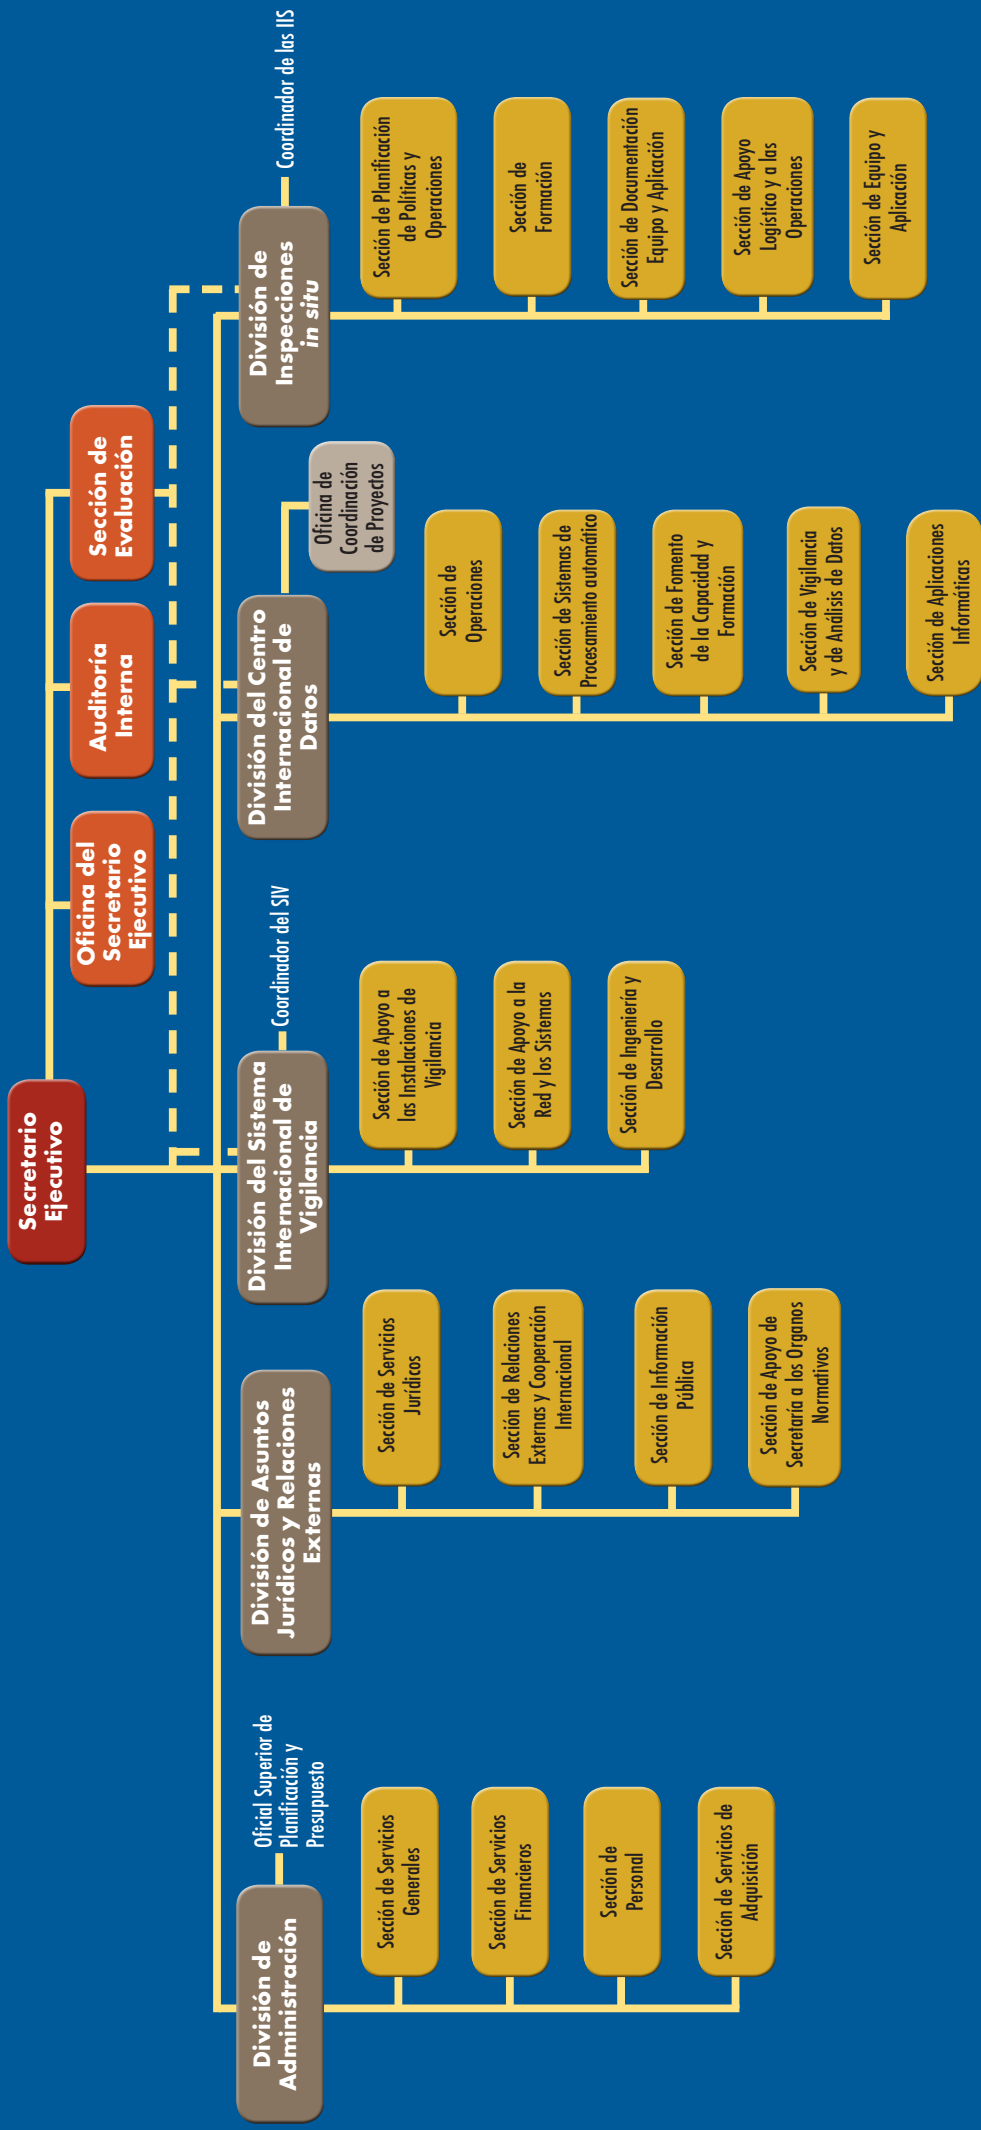 Secretario
Ejecutivo
Oficina del
Secretario
Ejecutivo
Auditoría
Interna
Sección de
Evaluación
División de
Administración
Oficial Superior de
Planificación y
Presupuesto
Sección de Servicios
Generales
Sección de Servicios
Financieros
Sección de
Personal
Sección de Servicios de
Adquisición
División de Asuntos
Jurídicos y Relaciones
Externas
Sección de Servicios
Jurídicos
Sección de Relaciones
Externas y Cooperación
Internacional
Sección de Información
Pública
Sección de Apoyo de
Secretaría a los Organos
Normativos
División del Sistema
Internacional de
Vigilancia
Coordinador del SIV
Sección de Apoyo a
las Instalaciones de
Vigilancia
Sección de Apoyo a la
Red y los Sistemas
Sección de Ingeniería y
Desarrollo
División del Centro
Internacional de
Datos
Oficina de
Coordinación
de Proyectos
Sección de
Operaciones
Sección de Sistemas de
Procesamiento automático
Sección de Fomento
de la Capacidad y
Formación
Sección de Vigilancia
y de Análisis de Datos
Sección de Aplicaciones
Informáticas
División de
Inspecciones
in situ
Coordinador de las IIS
Sección de Planificación
de Políticas y
Operaciones
Sección de
Formación
Sección de Documentación
Equipo y Aplicación
Sección de Apoyo
Logístico y a las
Operaciones
Sección de Equipo y
Aplicación